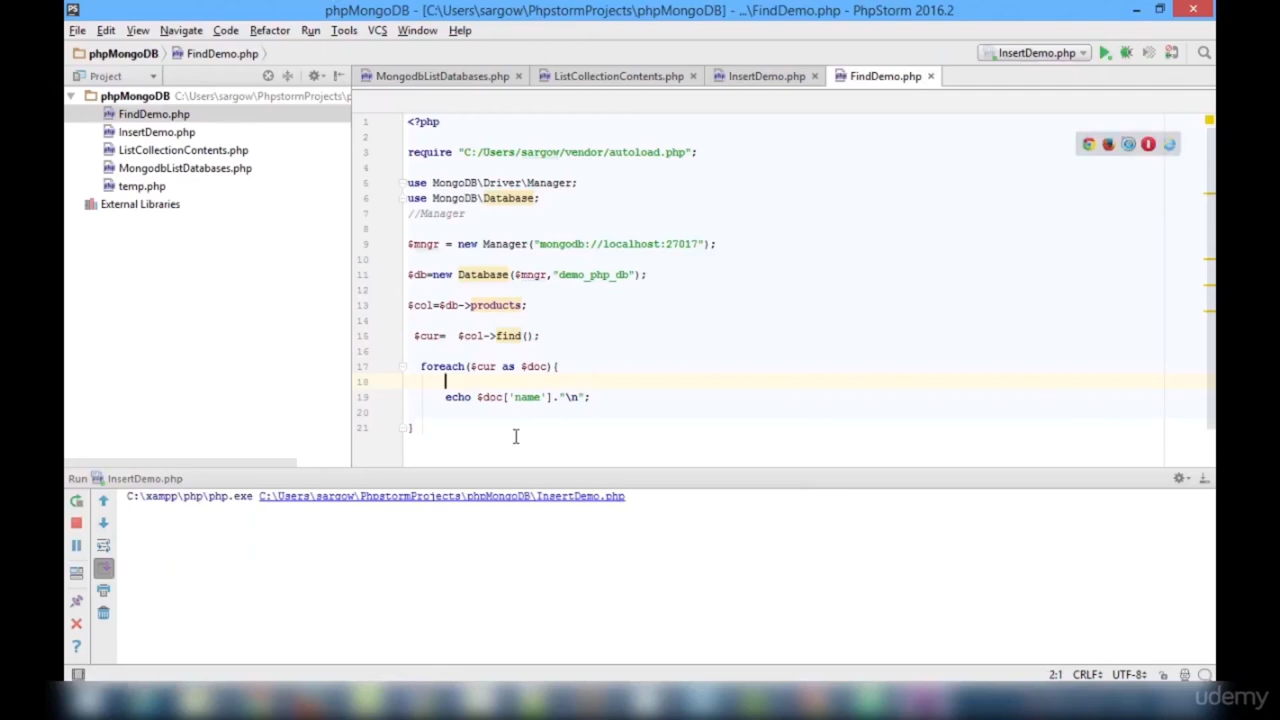 phpMongoDB - [C:\Users\sargow\PhpstormProjects\phpMongoDB] - ...\FindDemo.php - PhpStorm 2016.2
File Edit View Navigate Code Refactor Run Tools VCS Window Help
phpMongoDB FindDemo.php InsertDemo.php
Project MongodbListDatabases.php ListCollectionContents.php InsertDemo.php FindDemo.php
phpMongoDB C:\Users\sargow\PhpstormProjects\p
FindDemo.php
InsertDemo.php
ListCollectionContents.php
MongodbListDatabases.php
temp.php
External Libraries
1 <?php
2
3 require "C:/Users/sargow/vendor/autoload.php";
4
5 use MongoDB\Driver\Manager;
6 use MongoDB\Database;
7 //Manager
8
9 $mngr = new Manager("mongodb://localhost:27017");
10
11 $db=new Database($mngr,"demo_php_db");
12
13 $col=$db->products;
14
15 $cur=  $col->find();
16
17 foreach($cur as $doc){
18
19 echo $doc['name']."\n";
20
21 }
Run InsertDemo.php
C:\xampp\php\php.exe C:\Users\sargow\PhpstormProjects\phpMongoDB\InsertDemo.php
2:1 CRLF÷ UTF-8÷
udemy